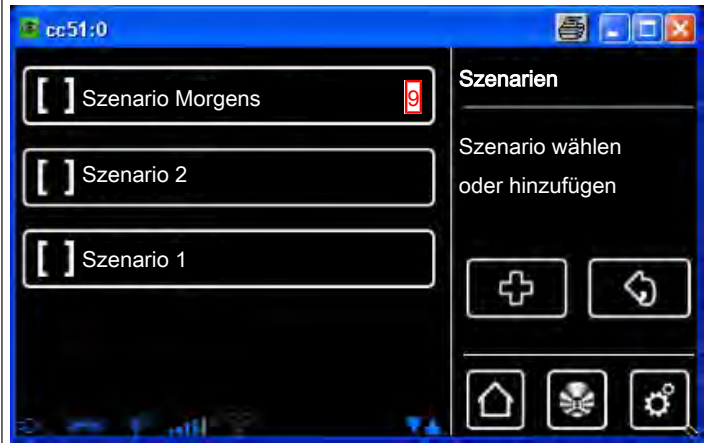 cc51:0
Szenario Morgens 9
Szenario 2
Szenario 1
Szenarien
Szenario wählen
oder hinzufügen